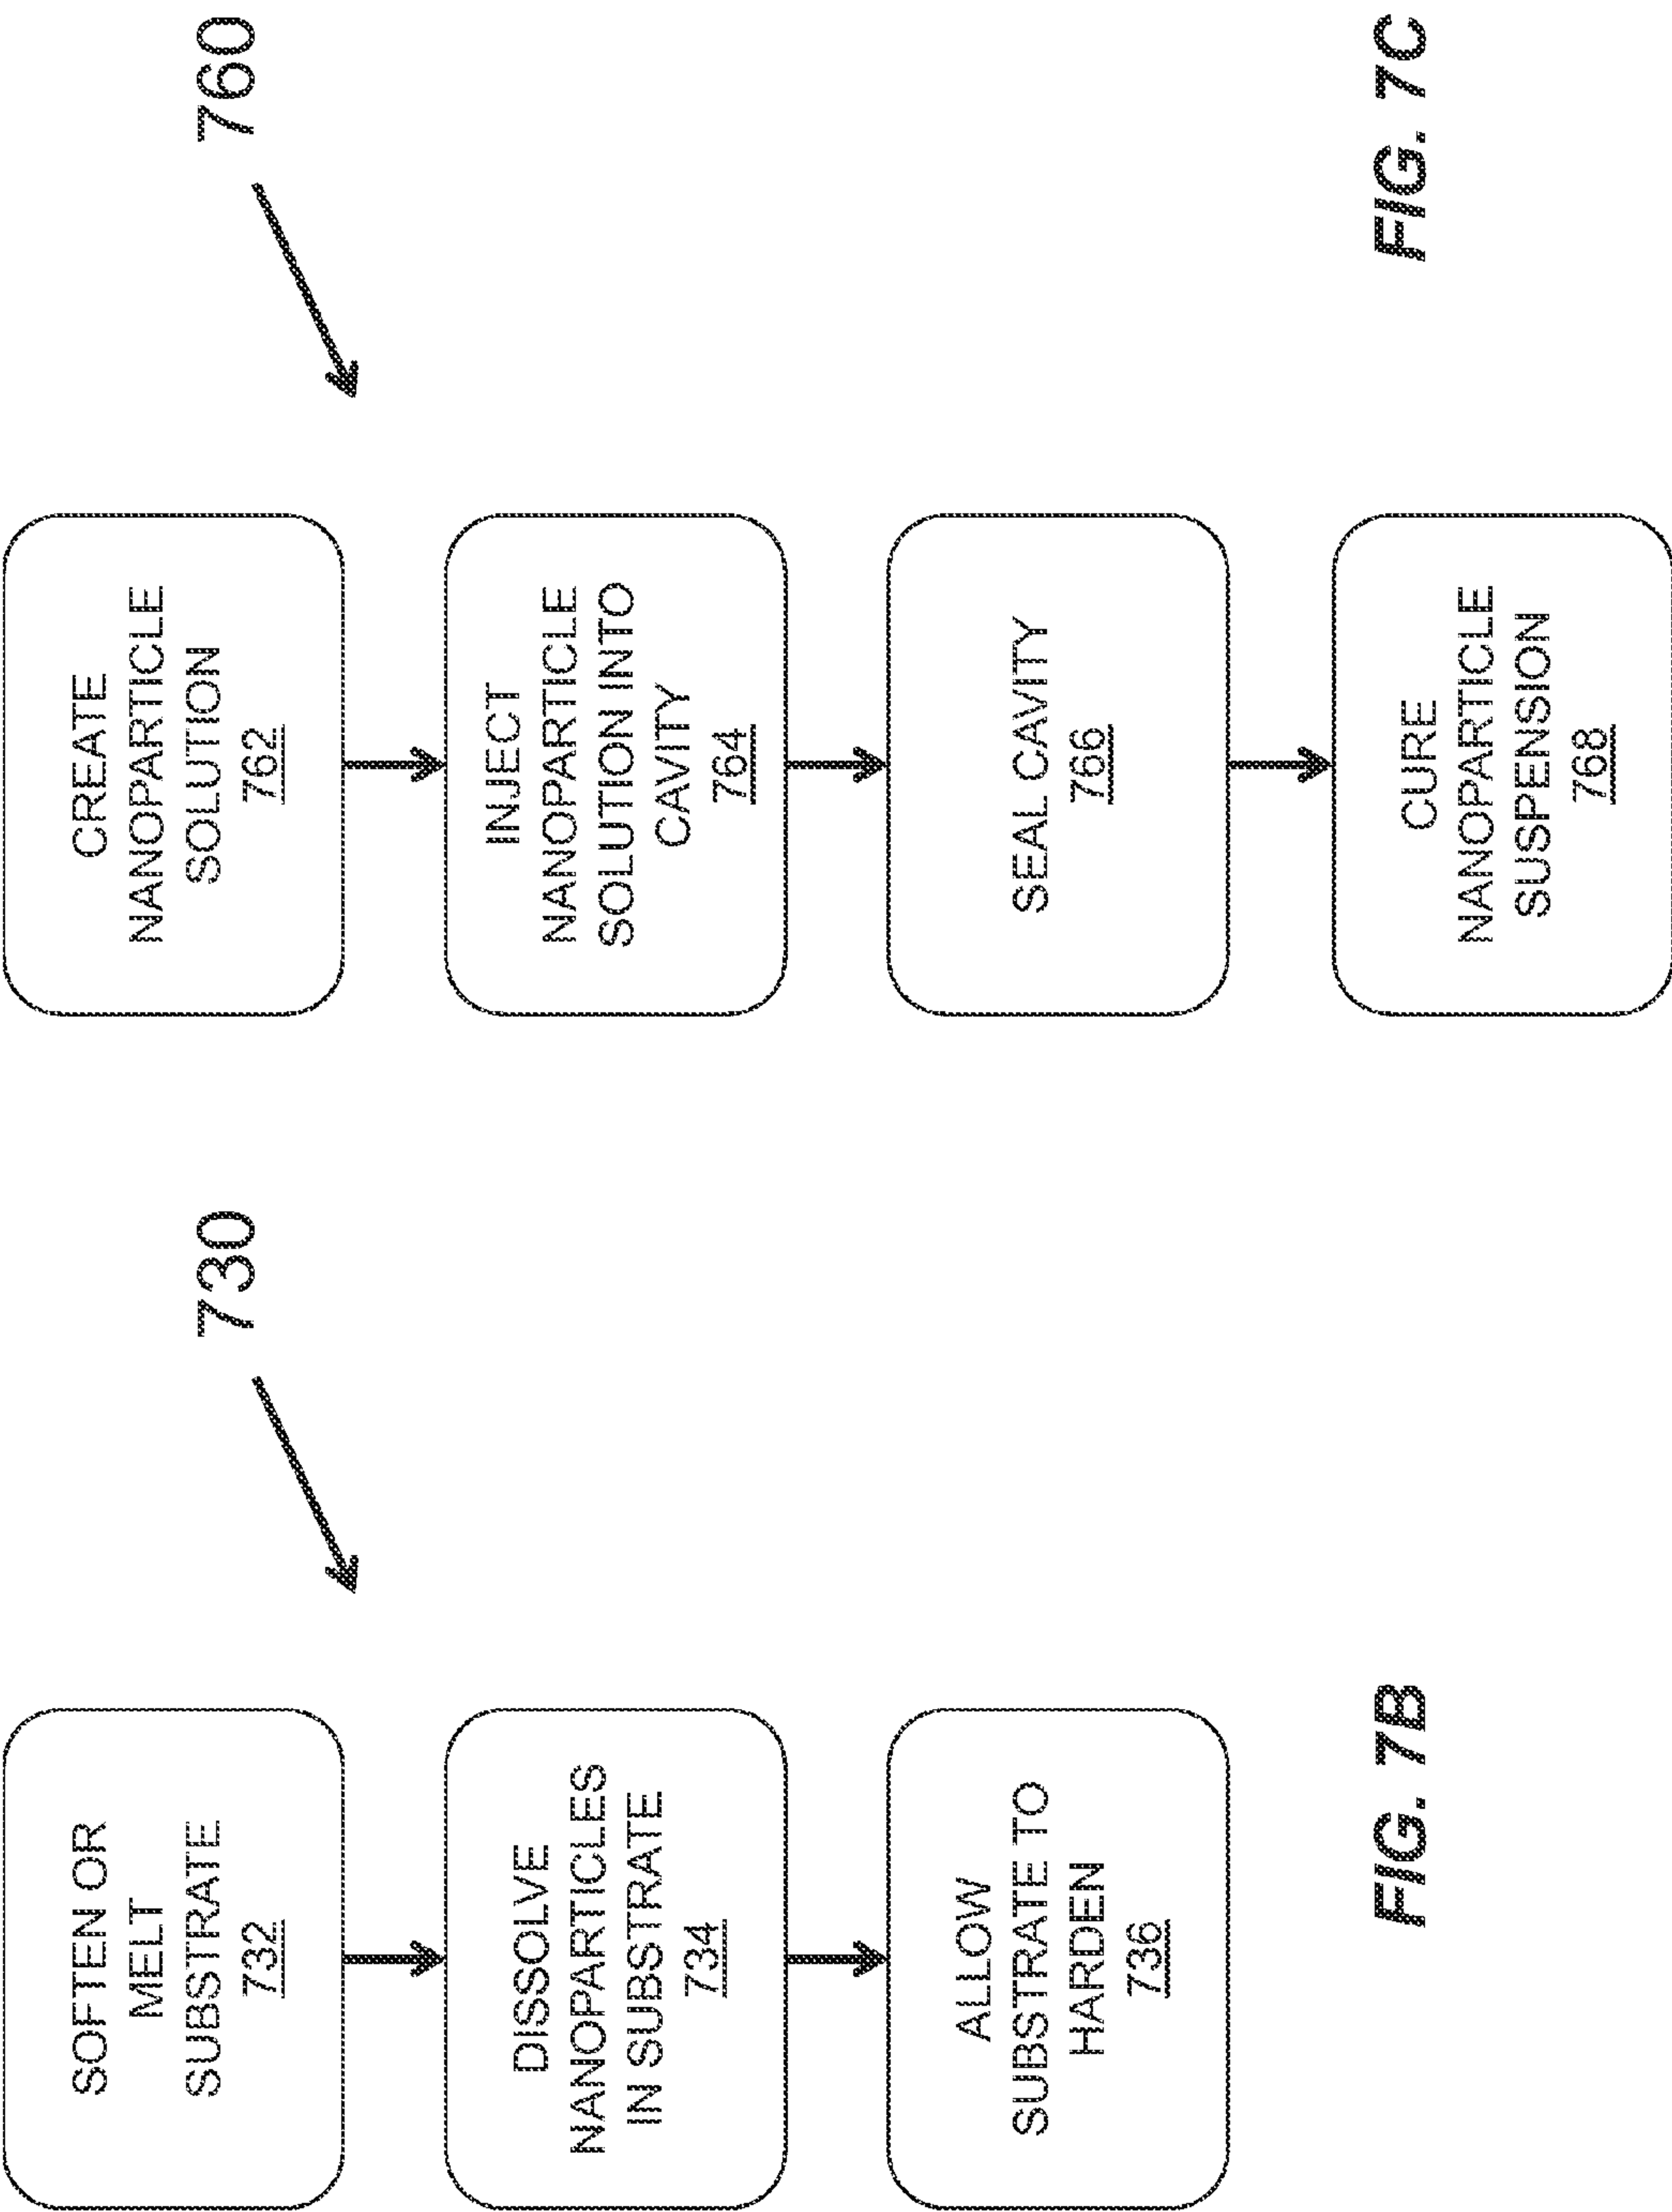 730
SOFTEN OR
MELT
SUBSTRATE
732
DISSOLVE
NANOPARTICLES
IN SUBSTRATE
734
ALLOW
SUBSTRATE TO
HARDEN
736
FIG. 7B
760
CREATE
NANOPARTICLE
SOLUTION
762
INJECT
NANOPARTICLE
SOLUTION INTO
CAVITY
764
SEAL CAVITY
766
CURE
NANOPARTICLE
SUSPENSION
768
FIG. 7C